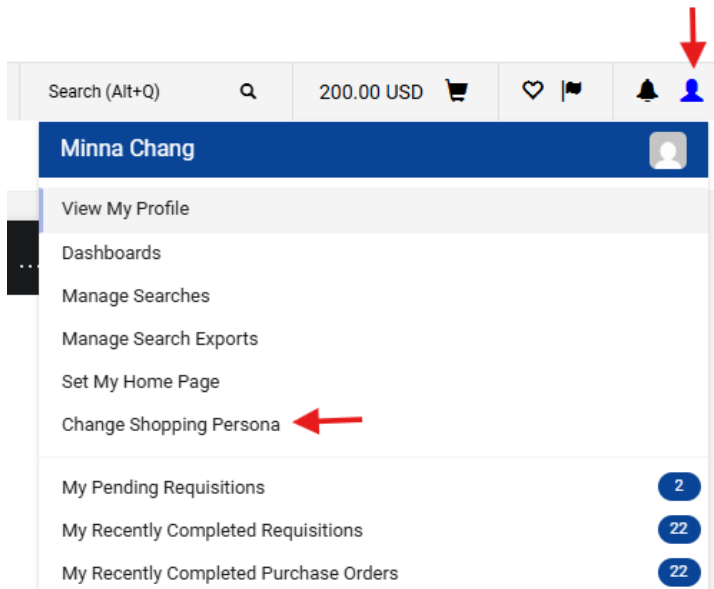 Search (Alt+Q) 200.00 USD
Minna Chang
View My Profile
...
Dashboards
Manage Searches
Manage Search Exports
Set My Home Page
Change Shopping Persona
My Pending Requisitions 2
My Recently Completed Requisitions 22
My Recently Completed Purchase Orders 22